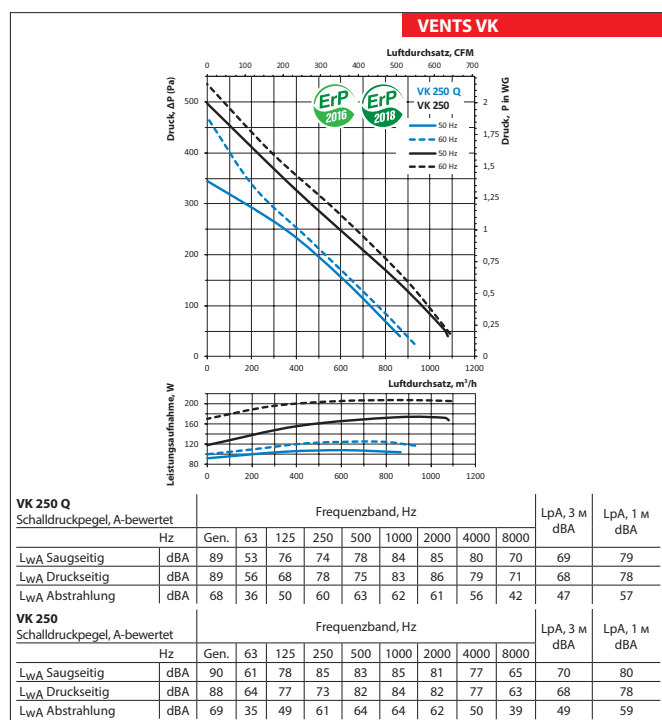 VENTS VK
Luftdurchsatz, CFM
0 100 200 300 400 500 600 700
Druck, ΔP (Pa)
500
400
300
200
100
0
Druck, P in WG
2
1,75
1,5
1,25
1
0,75
0,5
0,25
0
ErP
2016
ErP
2018
VK 250 Q
VK 250
50 Hz
60 Hz
50 Hz
60 Hz
0 200 400 600 800 1000 1200
Luftdurchsatz, m³/h
Leistungsaufnahme, W
200
160
120
80
0 200 400 600 800 1000 1200
VK 250 Q
Schalldruckpegel, A-bewertet
Frequenzband, Hz
LpA, 3 м dBA
LpA, 1 м dBA
Hz Gen. 63 125 250 500 1000 2000 4000 8000
LwA Saugseitig dBA 89 53 76 74 78 84 85 80 70 69 79
LwA Druckseitig dBA 89 56 68 78 75 83 86 79 71 68 78
LwA Abstrahlung dBA 68 36 50 60 63 62 61 56 42 47 57
VK 250
Schalldruckpegel, A-bewertet
Frequenzband, Hz
LpA, 3 м dBA
LpA, 1 м dBA
Hz Gen. 63 125 250 500 1000 2000 4000 8000
LwA Saugseitig dBA 90 61 78 85 83 85 81 77 65 70 80
LwA Druckseitig dBA 88 64 77 73 82 84 82 77 63 68 78
LwA Abstrahlung dBA 69 35 49 61 64 64 62 50 39 49 59